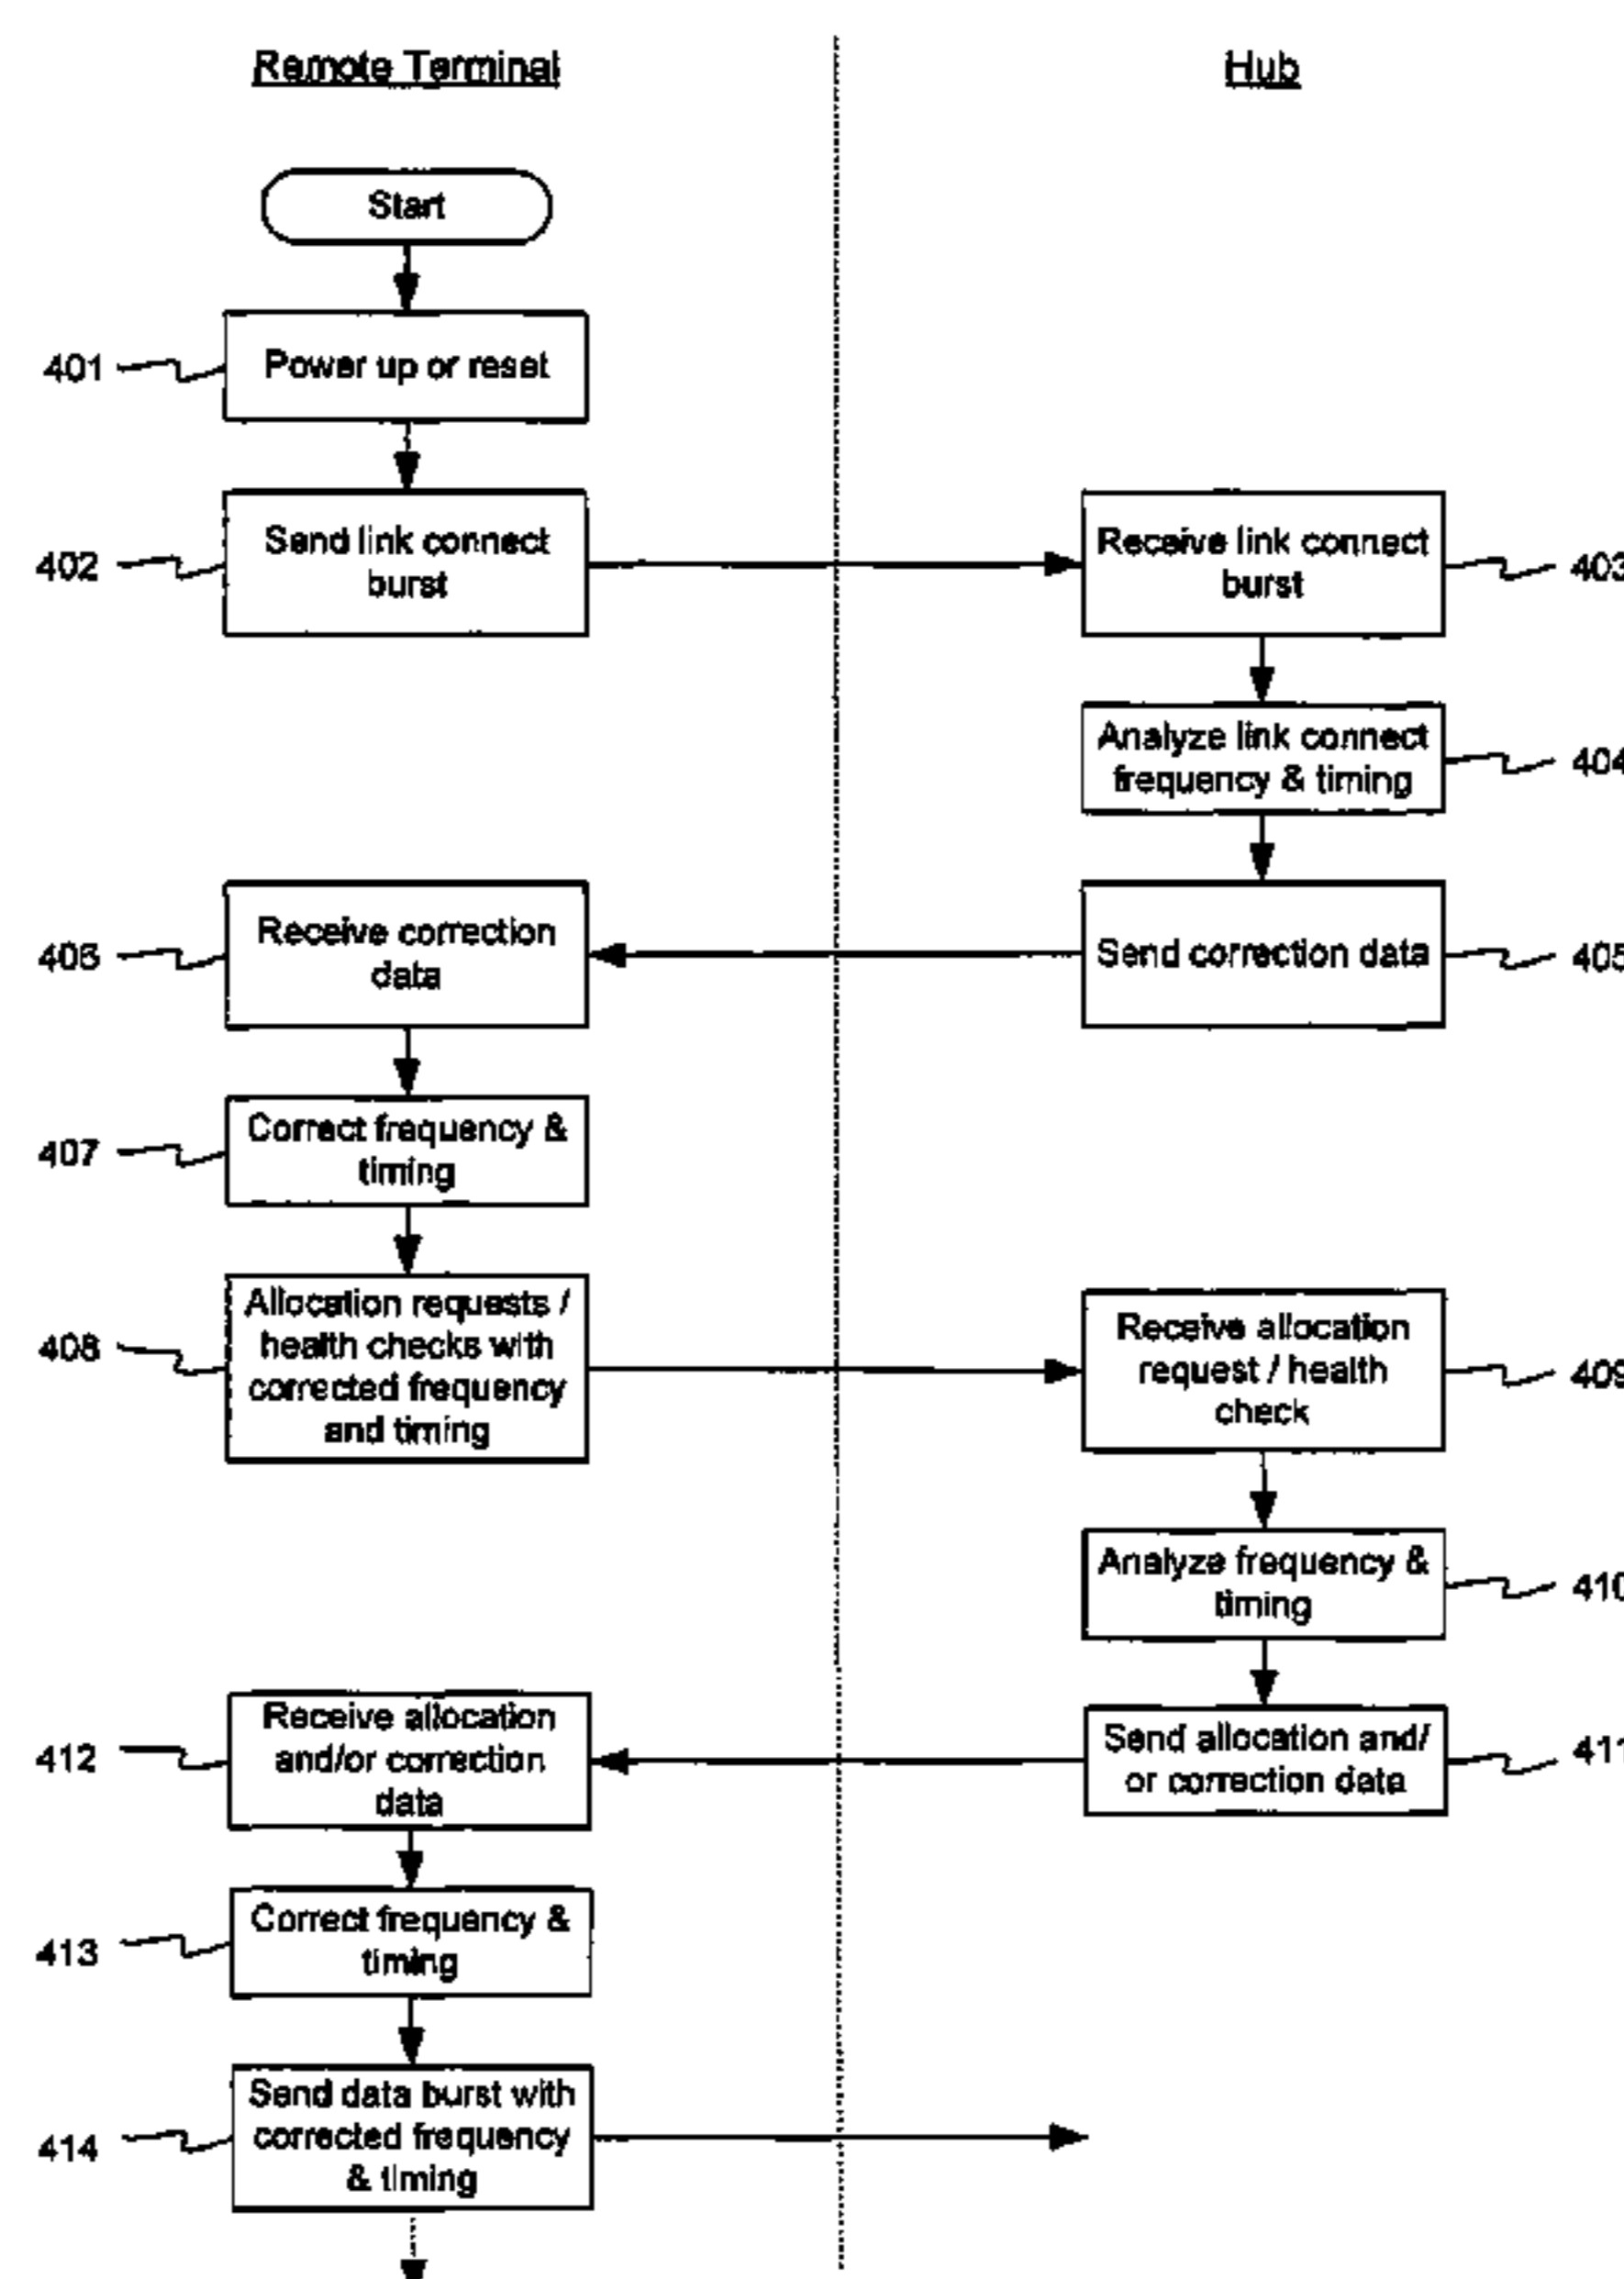 Remote Terminal
Hub
Start
401
Power up or reset
402
Send link connect
burst
Receive link connect
burst
403
Analyze link connect
frequency & timing
404
406
Receive correction
data
Send correction data
405
407
Correct frequency &
timing
408
Allocation requests /
health checks with
corrected frequency
and timing
Receive allocation
request / health
check
409
Analyze frequency &
timing
410
412
Receive allocation
and/or correction
data
Send allocation and/
or correction data
411
413
Correct frequency &
timing
414
Send data burst with
corrected frequency
& timing